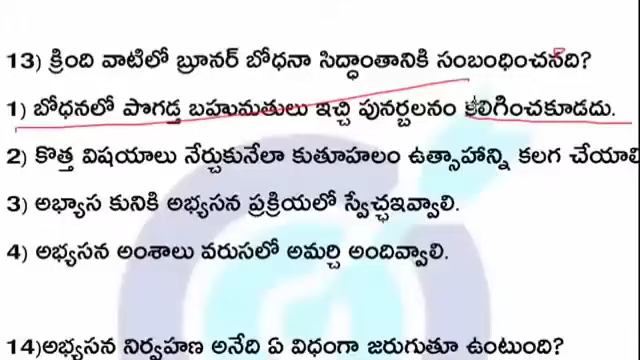 13) క్రింది వాటిలో బ్రూనర్ బోధనా సిద్ధాంతానికి సంబంధించనది?
1) బోధనలో పొగడ్త బహుమతులు ఇచ్చి పునర్బలనం కలిగించకూడదు.
2) కొత్త విషయాలు నేర్చుకునేలా కుతూహలం ఉత్సాహాన్ని కలగ చేయాలి
3) అభ్యాస కునికి అభ్యసన ప్రక్రియలో స్వేచ్ఛఇవ్వాలి.
4) అభ్యసన అంశాలు వరుసలో అమర్చి అందివ్వాలి.
14)అభ్యసన నిర్వహణ అనేది ఏ విధంగా జరుగుతూ ఉంటుంది?